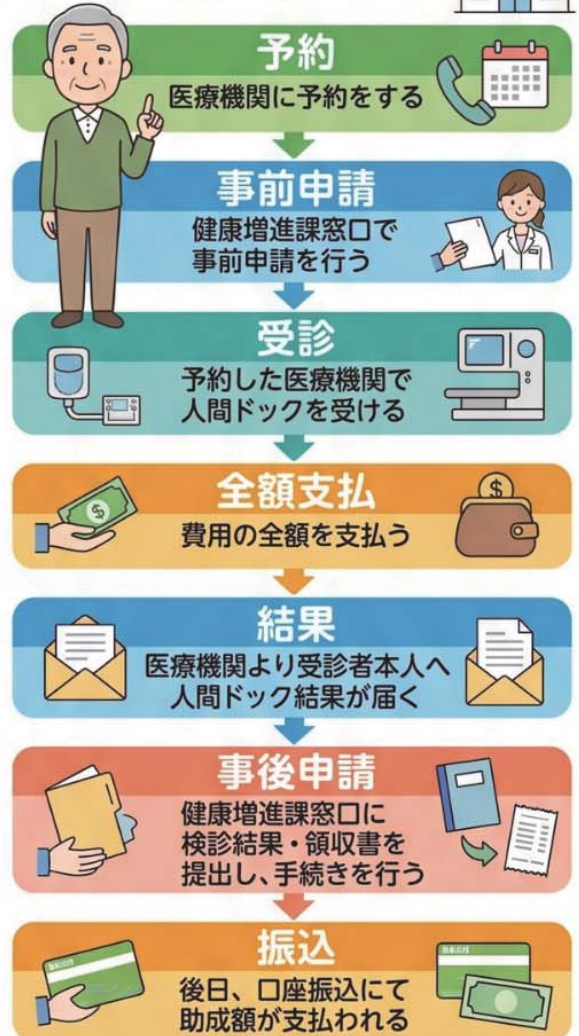 予約
医療機関に予約をする
事前申請
健康増進課窓口で
事前申請を行う
受診
予約した医療機関で
人間ドックを受ける
全額支払
費用の全額を支払う
結果
医療機関より受診者本人へ
人間ドック結果が届く
事後申請
健康増進課窓口に
検診結果・領収書を
提出し、手続きを行う
振込
後日、口座振込にて
助成額が支払われる